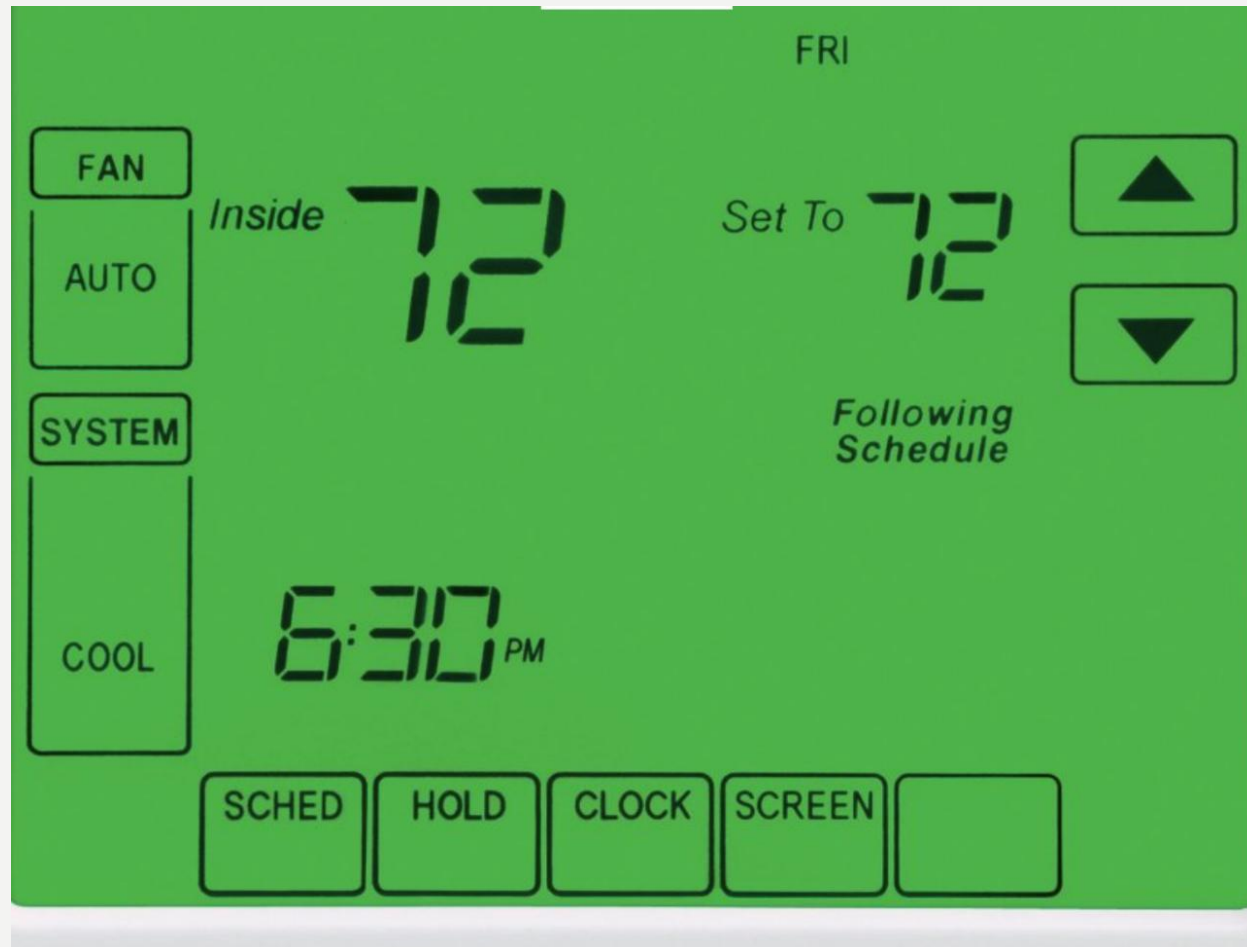 FRI
FAN
AUTO
Inside 72
Set To 72
Following
Schedule
SYSTEM
COOL
6:30 PM
SCHED HOLD CLOCK SCREEN